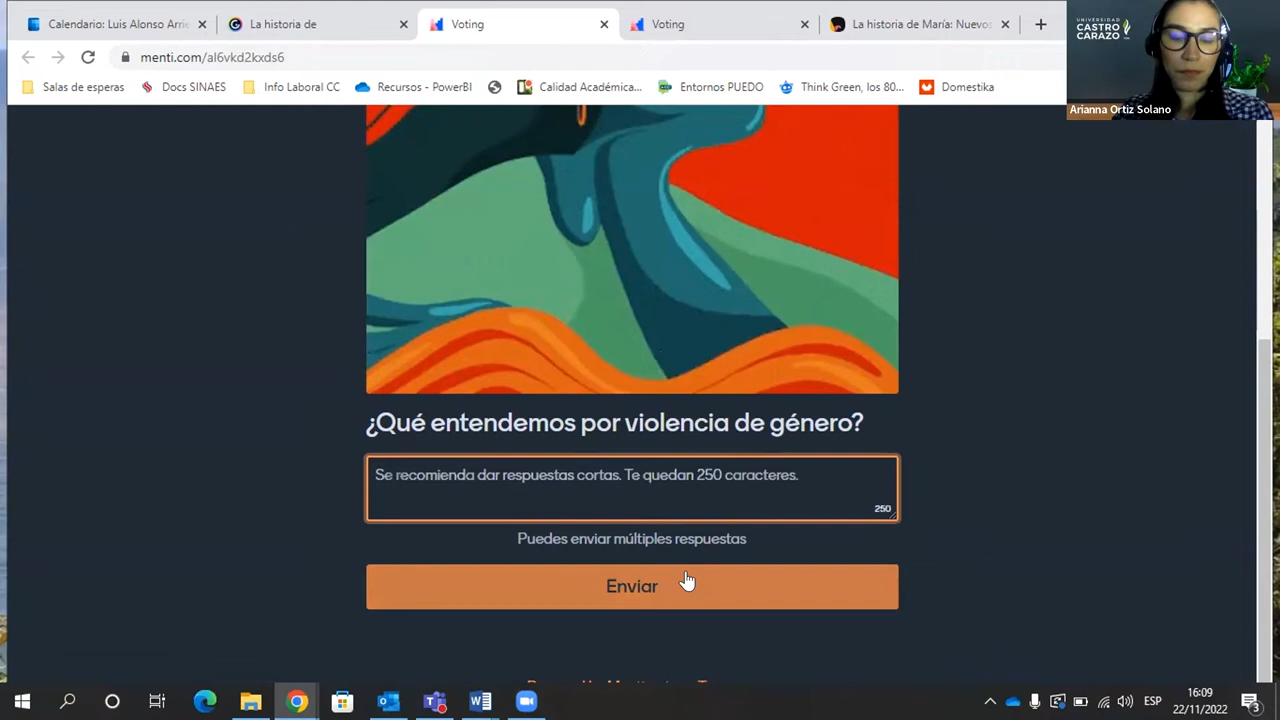 Calendario: Luis Alonso Arrie
La historia de
Voting
Voting
La historia de María: Nuevos
menti.com/al6vkd2kxds6
Salas de esperas
Docs SINAES
Info Laboral CC
Recursos - PowerBI
Calidad Académica...
Entornos PUEDO
Think Green, los 80...
Domestika
UNIVERSIDAD
CASTRO
CARAZO
Arianna Ortiz Solano
¿Qué entendemos por violencia de género?
Se recomienda dar respuestas cortas. Te quedan 250 caracteres.
250
Puedes enviar múltiples respuestas
Enviar
ESP
16:09
22/11/2022
3